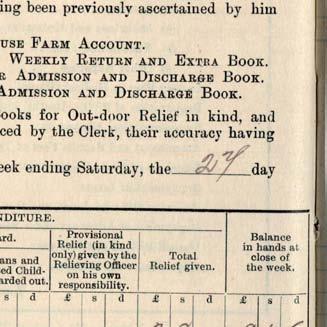 ing been previously ascertained by him
USE FARM ACCOUNT.
WEEKLY RETURN AND EXTRA BOOK.
R ADMISSION AND DISCHARGE BOOK.
ADMISSION AND DISCHARGE BOOK.
Books for Out-door Relief in kind, and
ced by the Clerk, their accuracy having
eek ending Saturday, the 27 day
NDITURE.
ard.
ans and
ed Child-
arded out.
Provisional
Relief (in kind
only) given by the
Relieving Officer
on his own
responsibility.
Total
Relief given.
Balance
in hands at
close of
the week.
s d £ s d £ s d £ s d